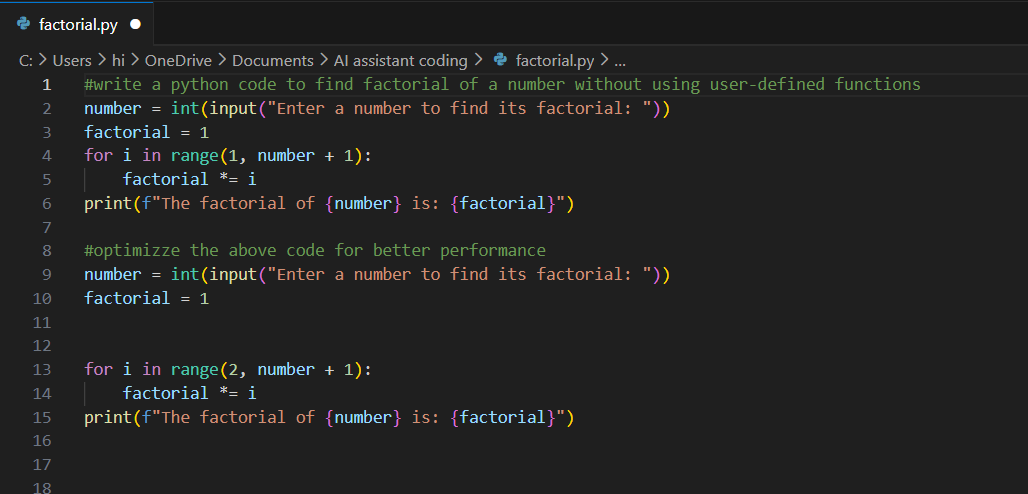 factorial.py
C: > Users > hi > OneDrive > Documents > AI assistant coding > factorial.py > ...
1 #write a python code to find factorial of a number without using user-defined functions
2 number = int(input("Enter a number to find its factorial: "))
3 factorial = 1
4 for i in range(1, number + 1):
5     factorial *= i
6 print(f"The factorial of {number} is: {factorial}")
7
8 #optimizze the above code for better performance
9 number = int(input("Enter a number to find its factorial: "))
10 factorial = 1
11
12
13 for i in range(2, number + 1):
14     factorial *= i
15 print(f"The factorial of {number} is: {factorial}")
16
17
18